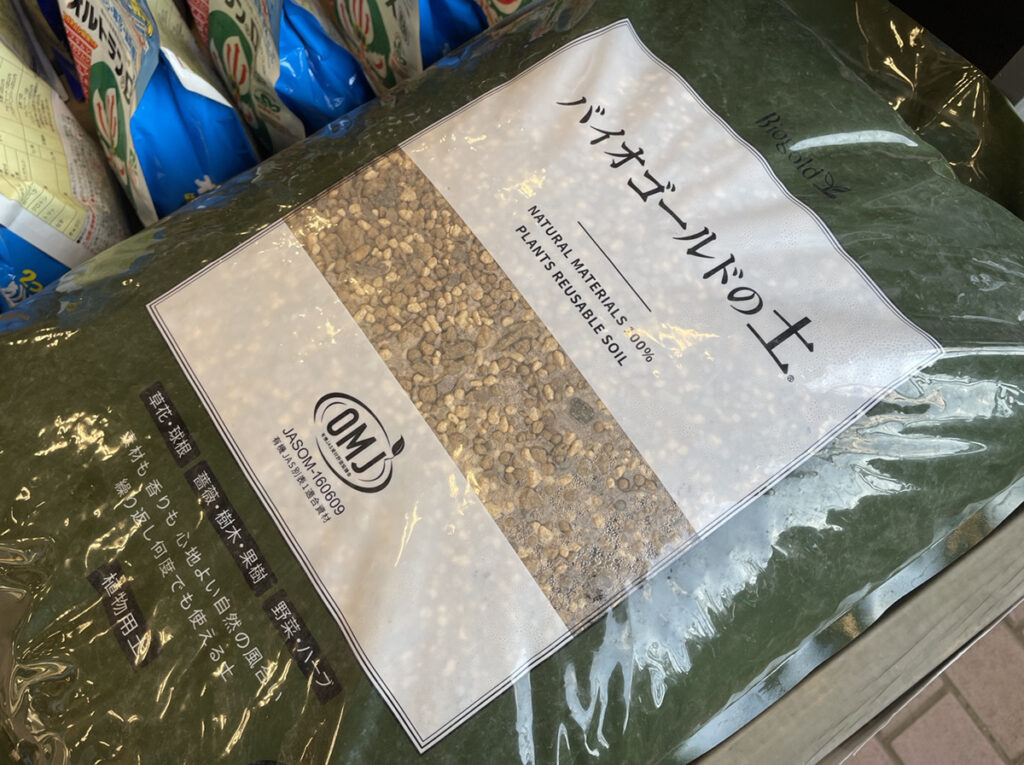 Biogold
バイオゴールドの土®
NATURAL MATERIALS 100%
PLANTS REUSABLE SOIL
OMJ
JASOM-160609
有機JAS別表1適合資材
草花・球根
薔薇・樹木・果樹
野菜・ハーブ
素材も香りも心地よい自然の風合
繰り返し何度でも使える土
植物用土